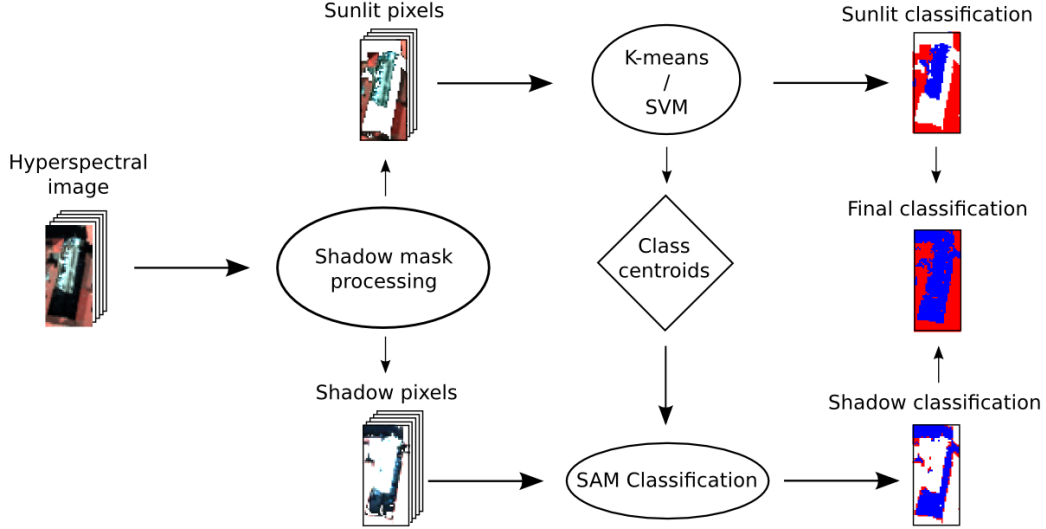 Sunlit pixels
Sunlit classification
K-means
/
SVM
Hyperspectral
image
Shadow mask
processing
Class
centroids
Final classification
Shadow pixels
Shadow classification
SAM Classification